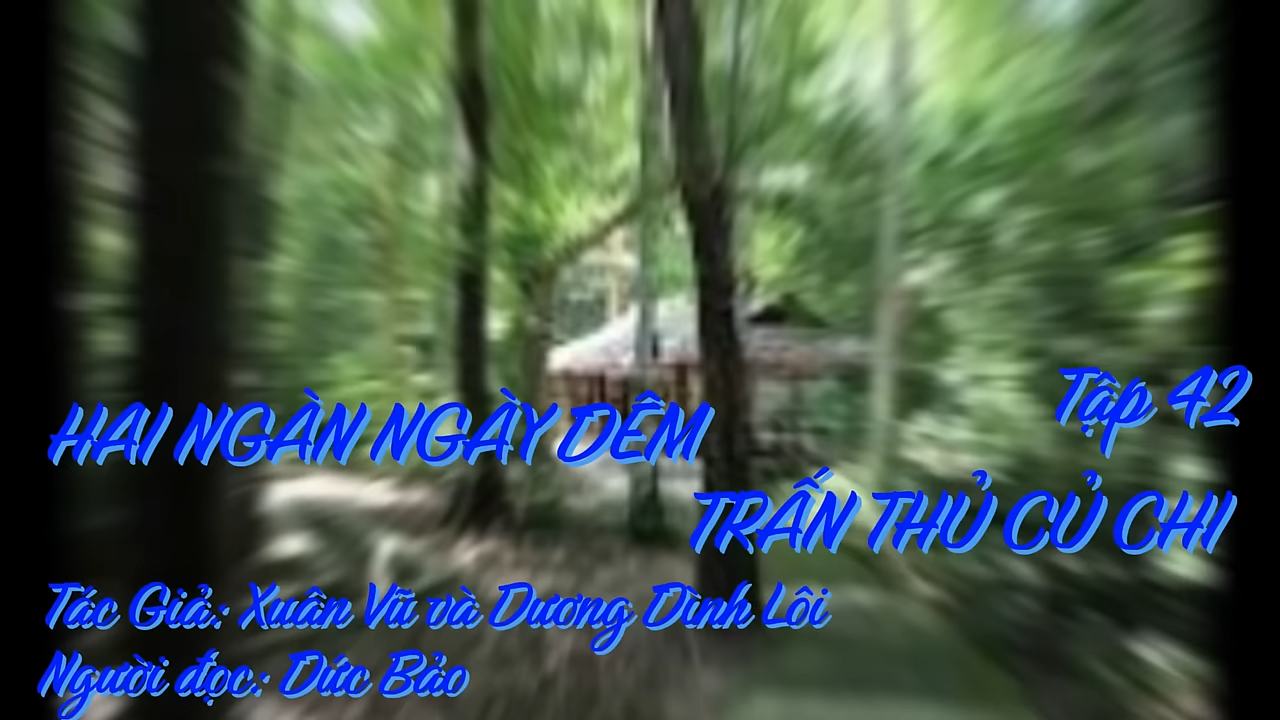 Tập 42
HAI NGÀN NGÀY ĐÊM
TRẤN THỦ CỦ CHI
Tác Giả: Xuân Vũ và Dương Đình Lôi
Người đọc: Đức Bảo